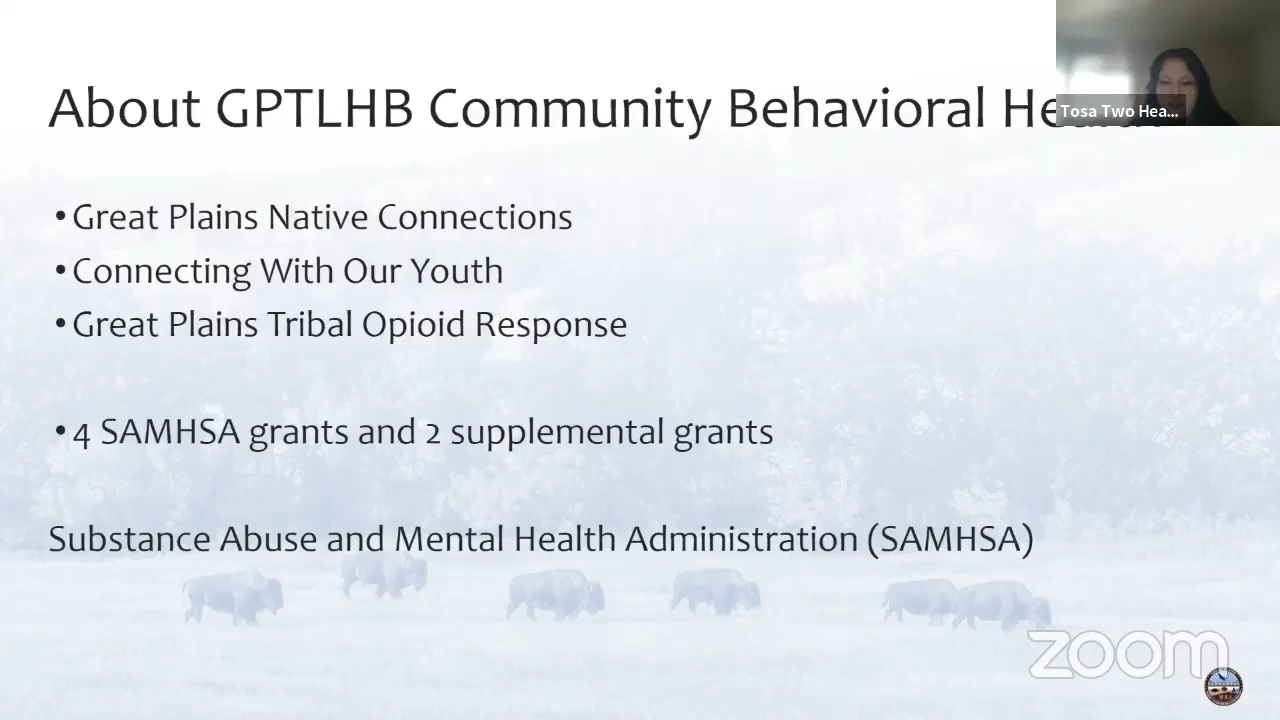 About GPTLHB Community Behavioral Health
Tosa Two Hea...
• Great Plains Native Connections
• Connecting With Our Youth
• Great Plains Tribal Opioid Response
• 4 SAMHSA grants and 2 supplemental grants
Substance Abuse and Mental Health Administration (SAMHSA)
zoom